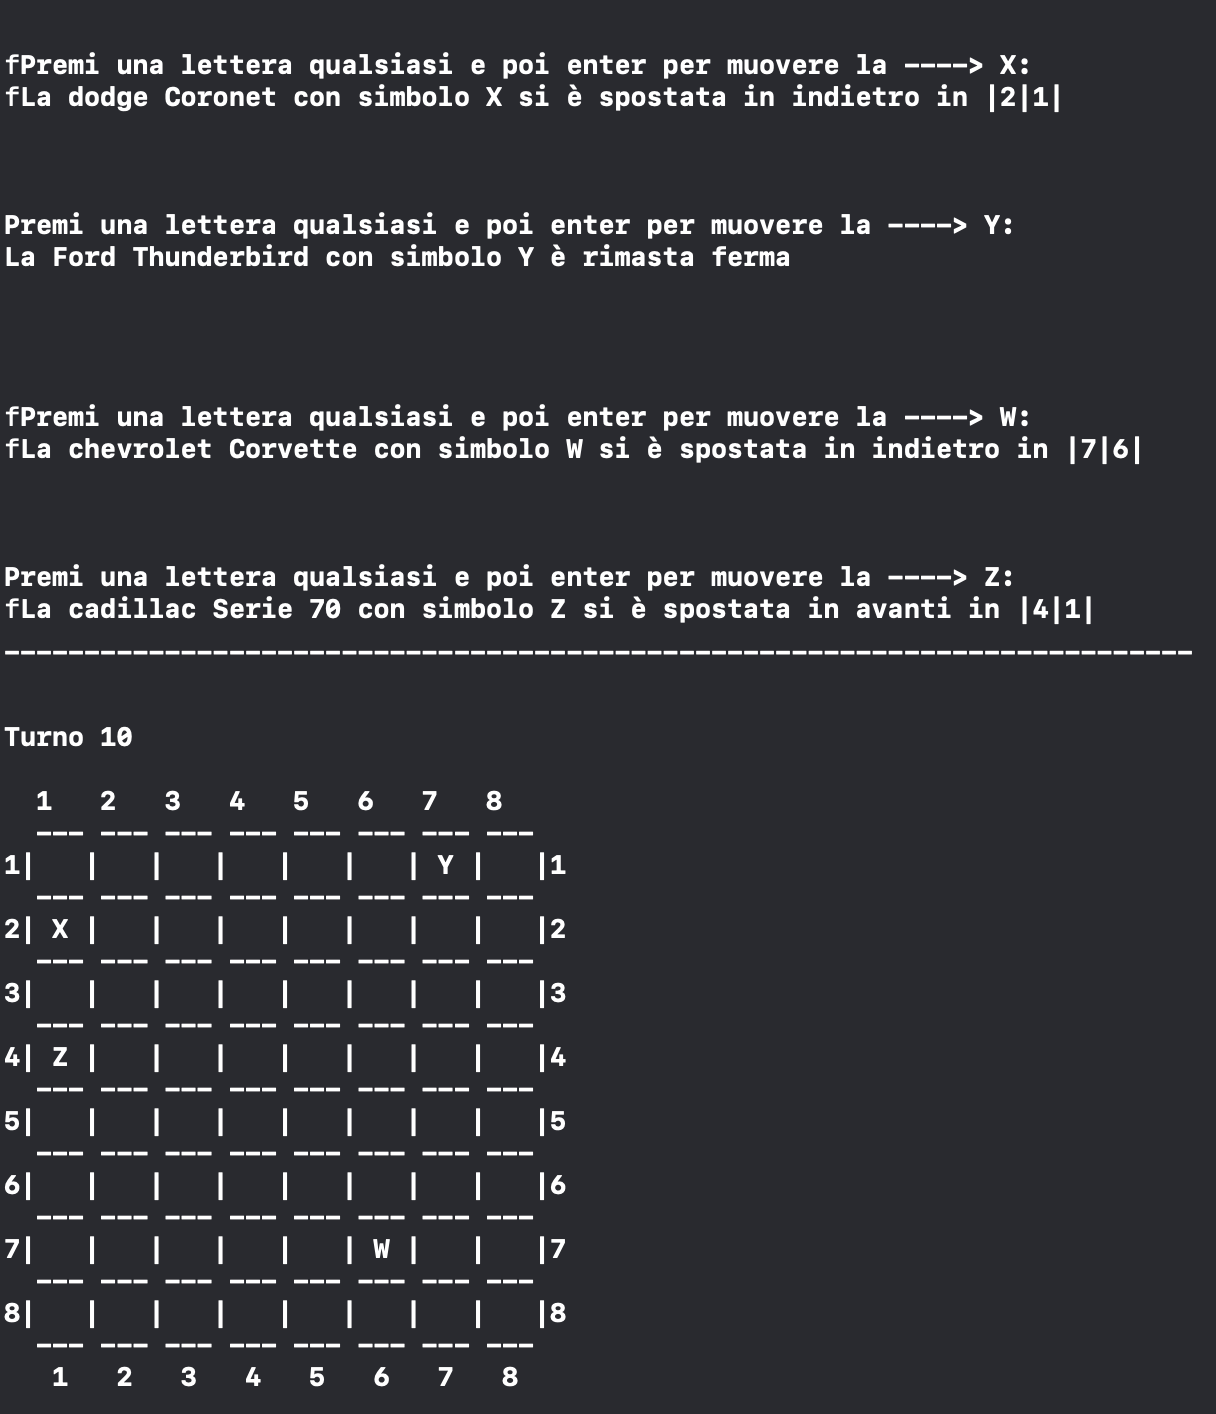 fPremi una lettera qualsiasi e poi enter per muovere la ----> X:
fLa dodge Coronet con simbolo X si è spostata in indietro in |2|1|
Premi una lettera qualsiasi e poi enter per muovere la ----> Y:
La Ford Thunderbird con simbolo Y è rimasta ferma
fPremi una lettera qualsiasi e poi enter per muovere la ----> W:
fLa chevrolet Corvette con simbolo W si è spostata in indietro in |7|6|
Premi una lettera qualsiasi e poi enter per muovere la ----> Z:
fLa cadillac Serie 70 con simbolo Z si è spostata in avanti in |4|1|
--------------------------------------------------------------------------
Turno 10
  1   2   3   4   5   6   7   8
  --- --- --- --- --- --- --- ---
1|   |   |   |   |   |   | Y |   |1
  --- --- --- --- --- --- --- ---
2| X |   |   |   |   |   |   |   |2
  --- --- --- --- --- --- --- ---
3|   |   |   |   |   |   |   |   |3
  --- --- --- --- --- --- --- ---
4| Z |   |   |   |   |   |   |   |4
  --- --- --- --- --- --- --- ---
5|   |   |   |   |   |   |   |   |5
  --- --- --- --- --- --- --- ---
6|   |   |   |   |   |   |   |   |6
  --- --- --- --- --- --- --- ---
7|   |   |   |   |   | W |   |   |7
  --- --- --- --- --- --- --- ---
8|   |   |   |   |   |   |   |   |8
  --- --- --- --- --- --- --- ---
   1   2   3   4   5   6   7   8